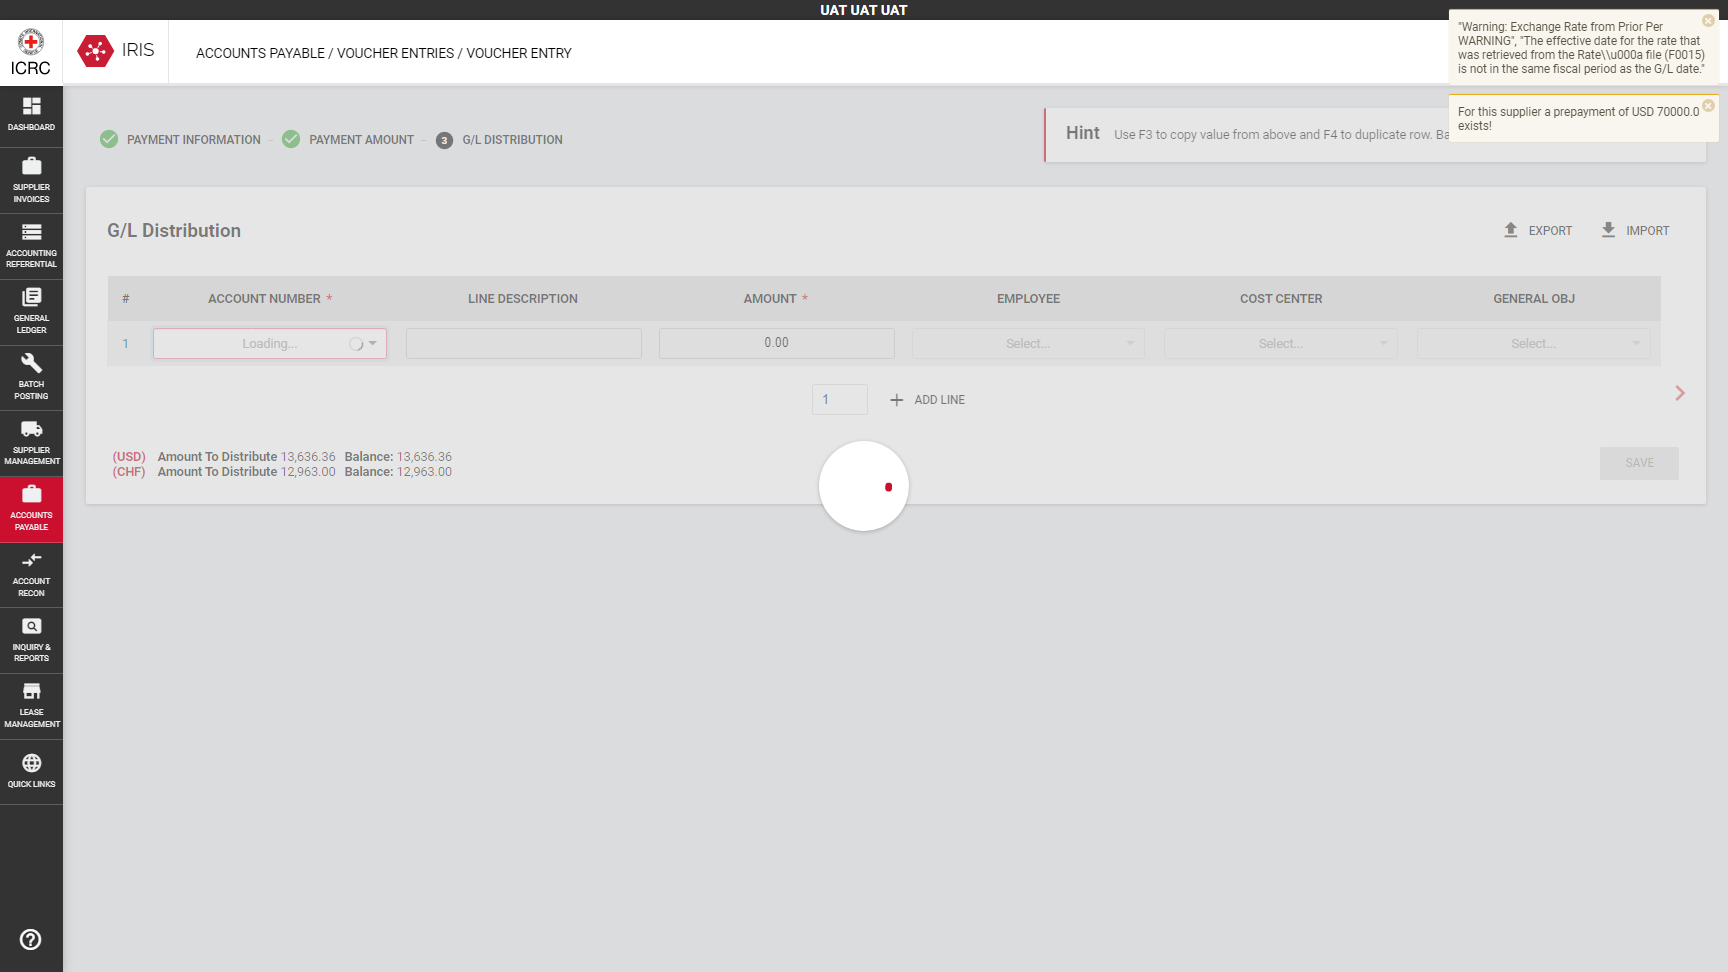 UAT UAT UAT
ICRC
IRIS
ACCOUNTS PAYABLE / VOUCHER ENTRIES / VOUCHER ENTRY
"Warning: Exchange Rate from Prior Per
WARNING", "The effective date for the rate that
was retrieved from the Rate\\u000a file (F0015)
is not in the same fiscal period as the G/L date."
For this supplier a prepayment of USD 70000.0
exists!
DASHBOARD
SUPPLIER
INVOICES
ACCOUNTING
REFERENTIAL
GENERAL
LEDGER
BATCH
POSTING
SUPPLIER
MANAGEMENT
ACCOUNTS
PAYABLE
ACCOUNT
RECON
INQUIRY &
REPORTS
LEASE
MANAGEMENT
QUICK LINKS
PAYMENT INFORMATION
PAYMENT AMOUNT
3 G/L DISTRIBUTION
Hint Use F3 to copy value from above and F4 to duplicate row. Ba
G/L Distribution
EXPORT
IMPORT
# ACCOUNT NUMBER * LINE DESCRIPTION AMOUNT * EMPLOYEE COST CENTER GENERAL OBJ
1 Loading... 0.00 Select... Select... Select...
1 ADD LINE
(USD) Amount To Distribute 13,636.36 Balance: 13,636.36
(CHF) Amount To Distribute 12,963.00 Balance: 12,963.00
SAVE